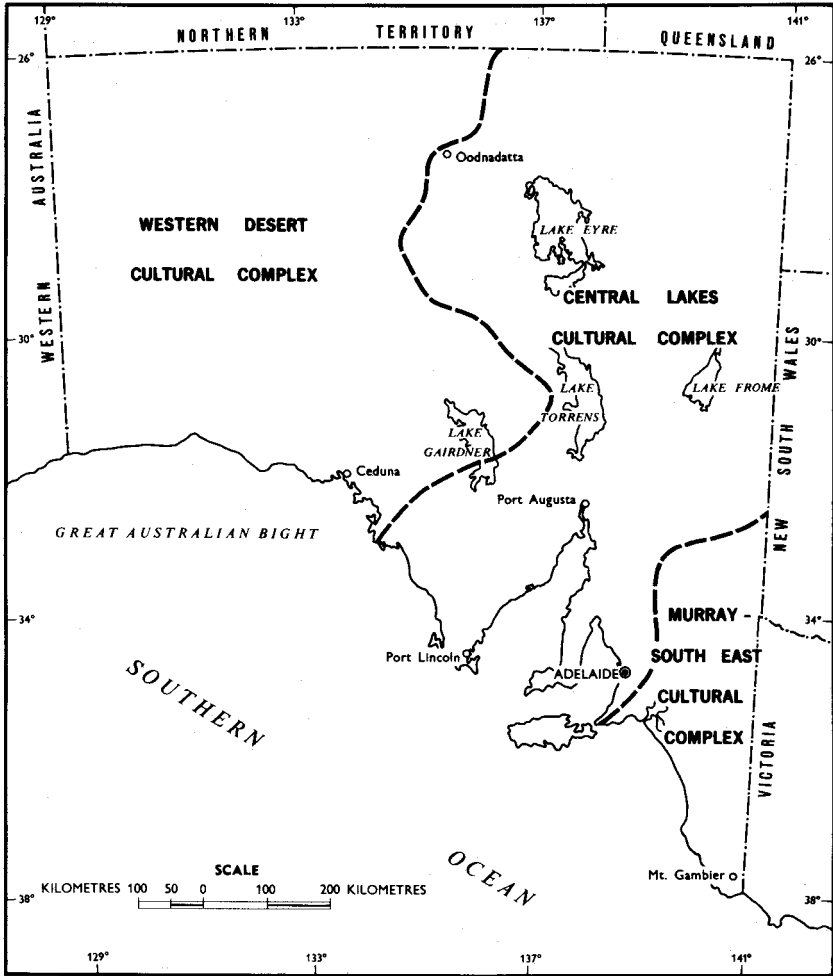 129° 133° 137° 141°
NORTHERN TERRITORY QUEENSLAND
26° 26°
WESTERN AUSTRALIA
Oodnadatta
WESTERN DESERT
CULTURAL COMPLEX
LAKE EYRE
CENTRAL LAKES
CULTURAL COMPLEX
30° 30°
LAKE
TORRENS
LAKE FROME
LAKE
GAIRDNER
NEW SOUTH WALES
Ceduna
Port Augusta
GREAT AUSTRALIAN BIGHT
34° 34°
MURRAY
SOUTH EAST
CULTURAL
COMPLEX
Port Lincoln
ADELAIDE
VICTORIA
SOUTHERN
OCEAN
Mt. Gambier
SCALE
KILOMETRES 100 50 0 100 200 KILOMETRES
38° 38°
129° 133° 137° 141°